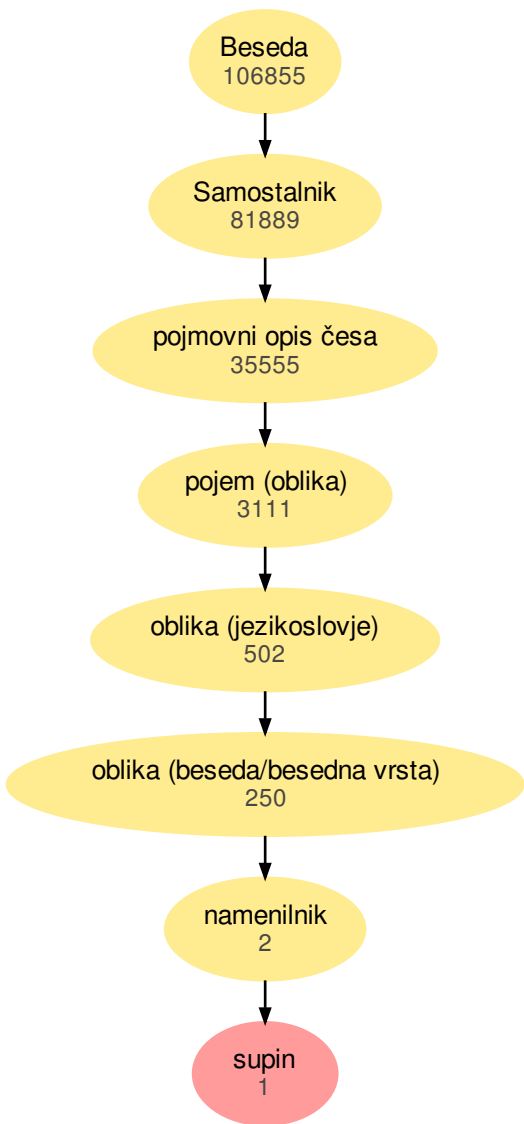 Beseda
106855
Samostalnik
81889
pojmovni opis česa
35555
pojem (oblika)
3111
oblika (jezikoslovje)
502
oblika (beseda/besedna vrsta)
250
namenilnik
2
supin
1